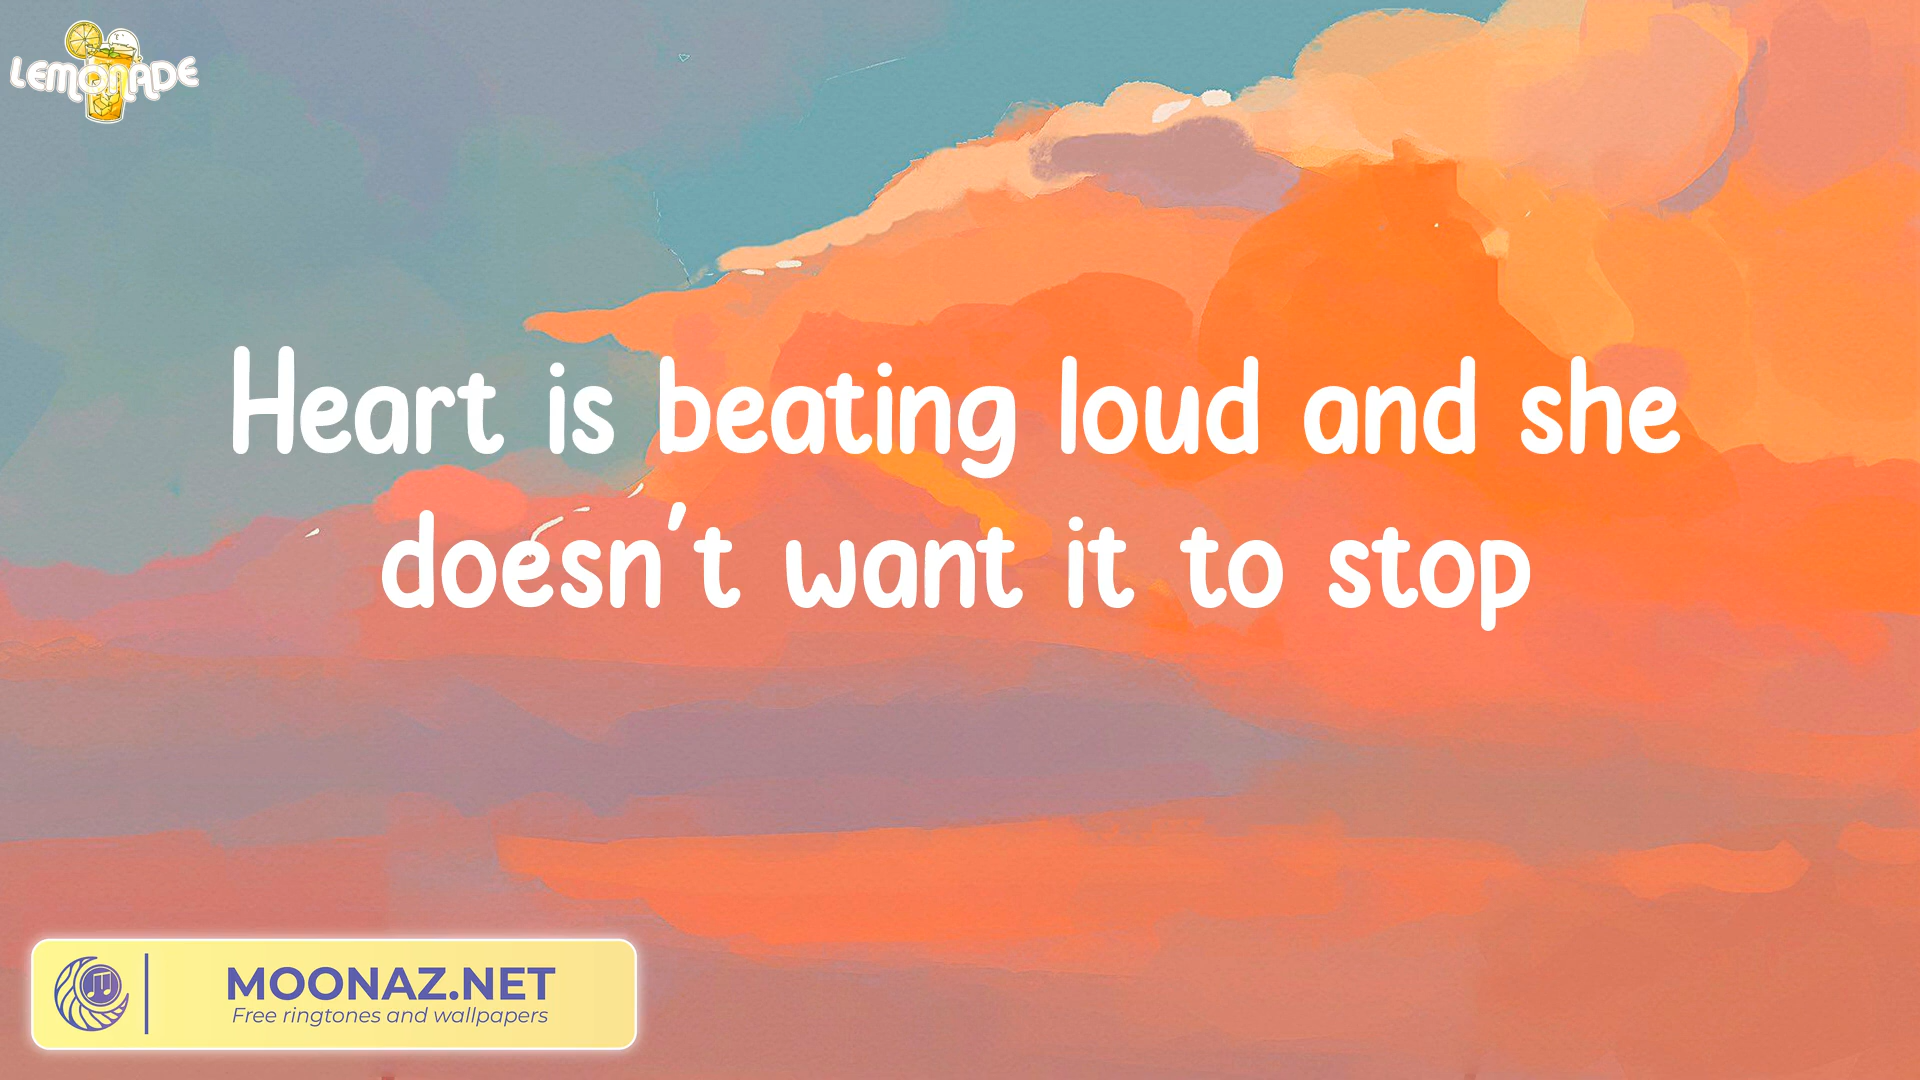 LEMONADE
Heart is beating loud and she
doesn't want it to stop
MOONAZ.NET
Free ringtones and wallpapers